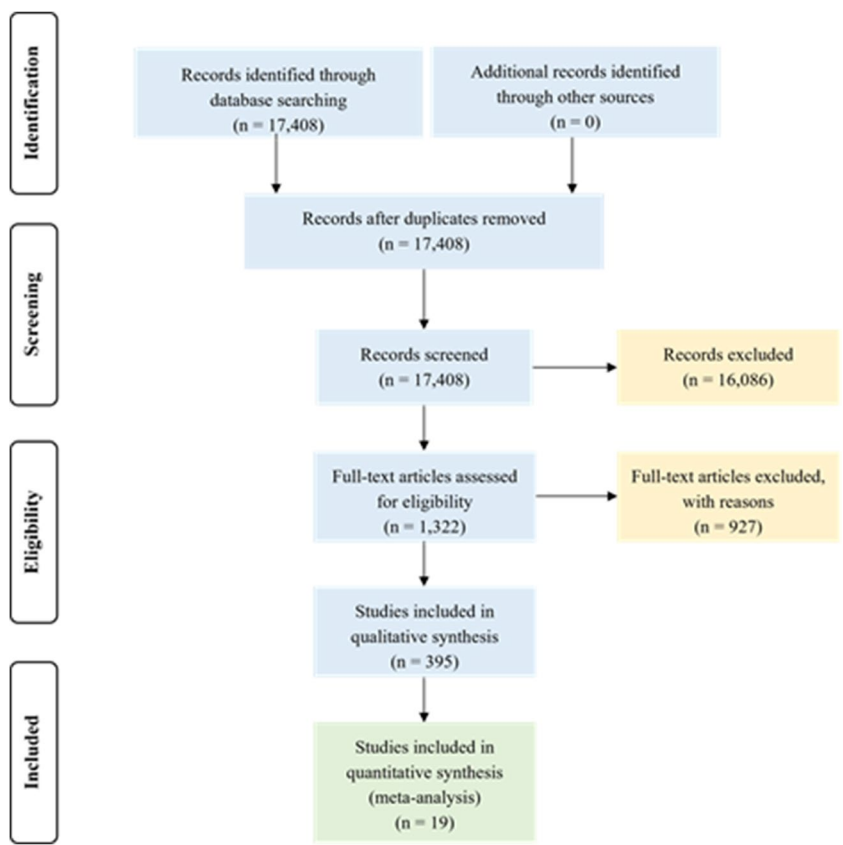 Identification
Records identified through
database searching
(n = 17,408)
Additional records identified
through other sources
(n = 0)
Records after duplicates removed
(n = 17,408)
Screening
Records screened
(n = 17,408)
Records excluded
(n = 16,086)
Eligibility
Full-text articles assessed
for eligibility
(n = 1,322)
Full-text articles excluded,
with reasons
(n = 927)
Studies included in
qualitative synthesis
(n = 395)
Included
Studies included in
quantitative synthesis
(meta-analysis)
(n = 19)